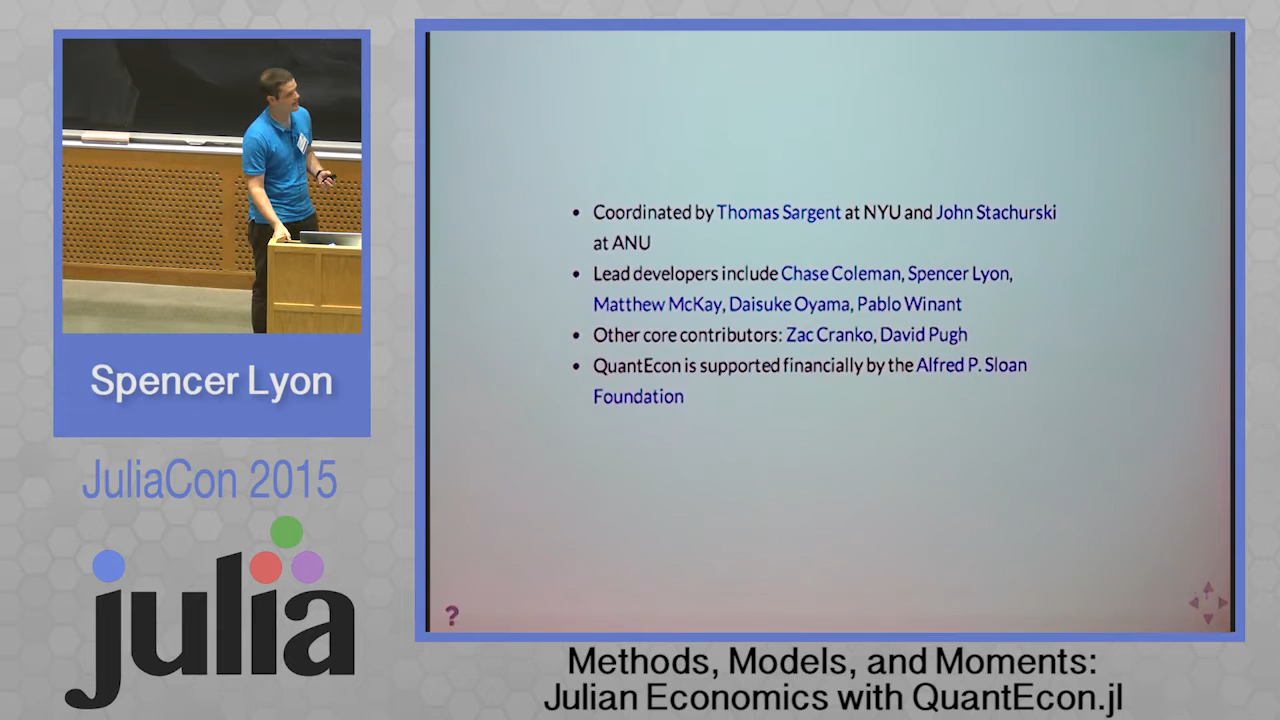 Spencer Lyon
JuliaCon 2015
julia
• Coordinated by Thomas Sargent at NYU and John Stachurski
at ANU
• Lead developers include Chase Coleman, Spencer Lyon,
Matthew McKay, Daisuke Oyama, Pablo Winant
• Other core contributors: Zac Cranko, David Pugh
• QuantEcon is supported financially by the Alfred P. Sloan
Foundation
?
Methods, Models, and Moments:
Julian Economics with QuantEcon.jl